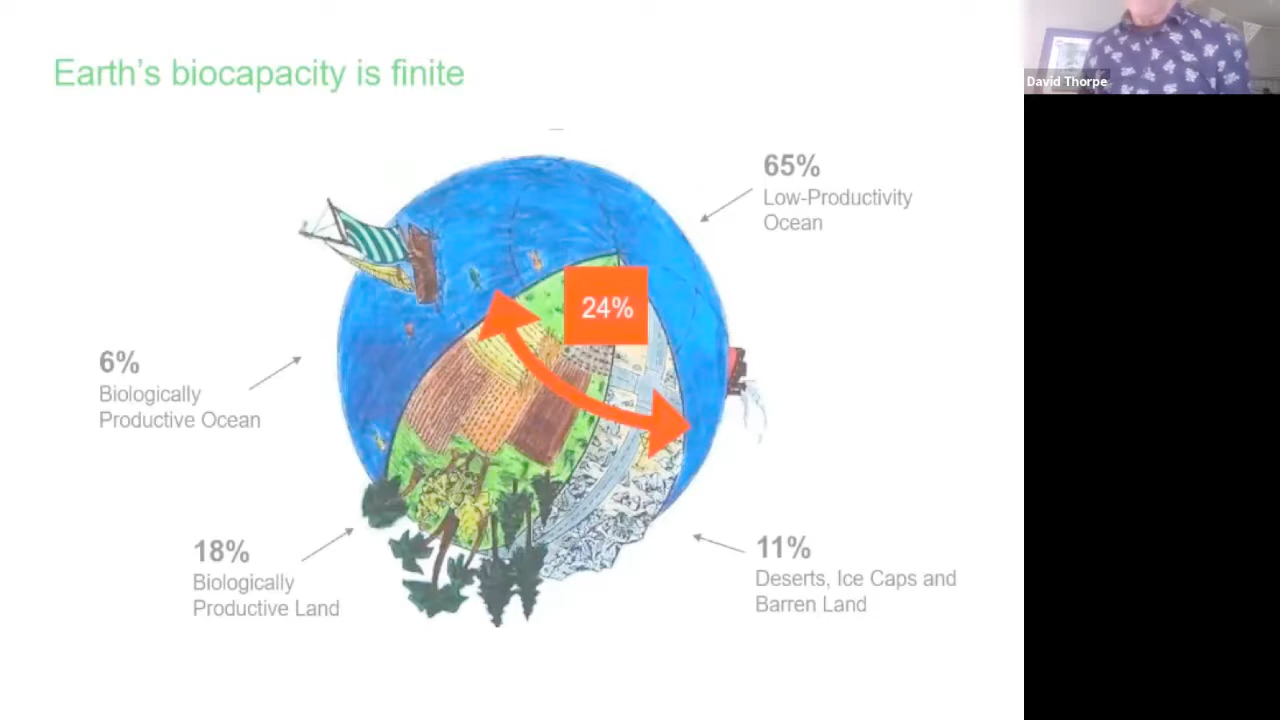 Earth's biocapacity is finite
David Thorpe
65%
Low-Productivity
Ocean
24%
6%
Biologically
Productive Ocean
18%
Biologically
Productive Land
11%
Deserts, Ice Caps and
Barren Land